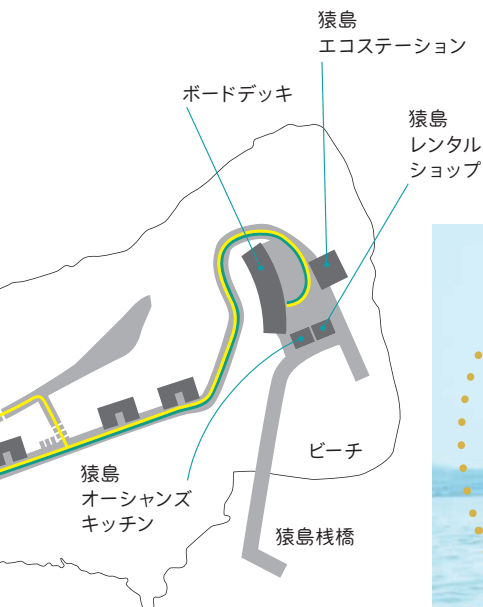 猿島
エコステーション
ボードデッキ
猿島
レンタル
ショップ
ビーチ
猿島
オーシャンズ
キッチン
猿島桟橋